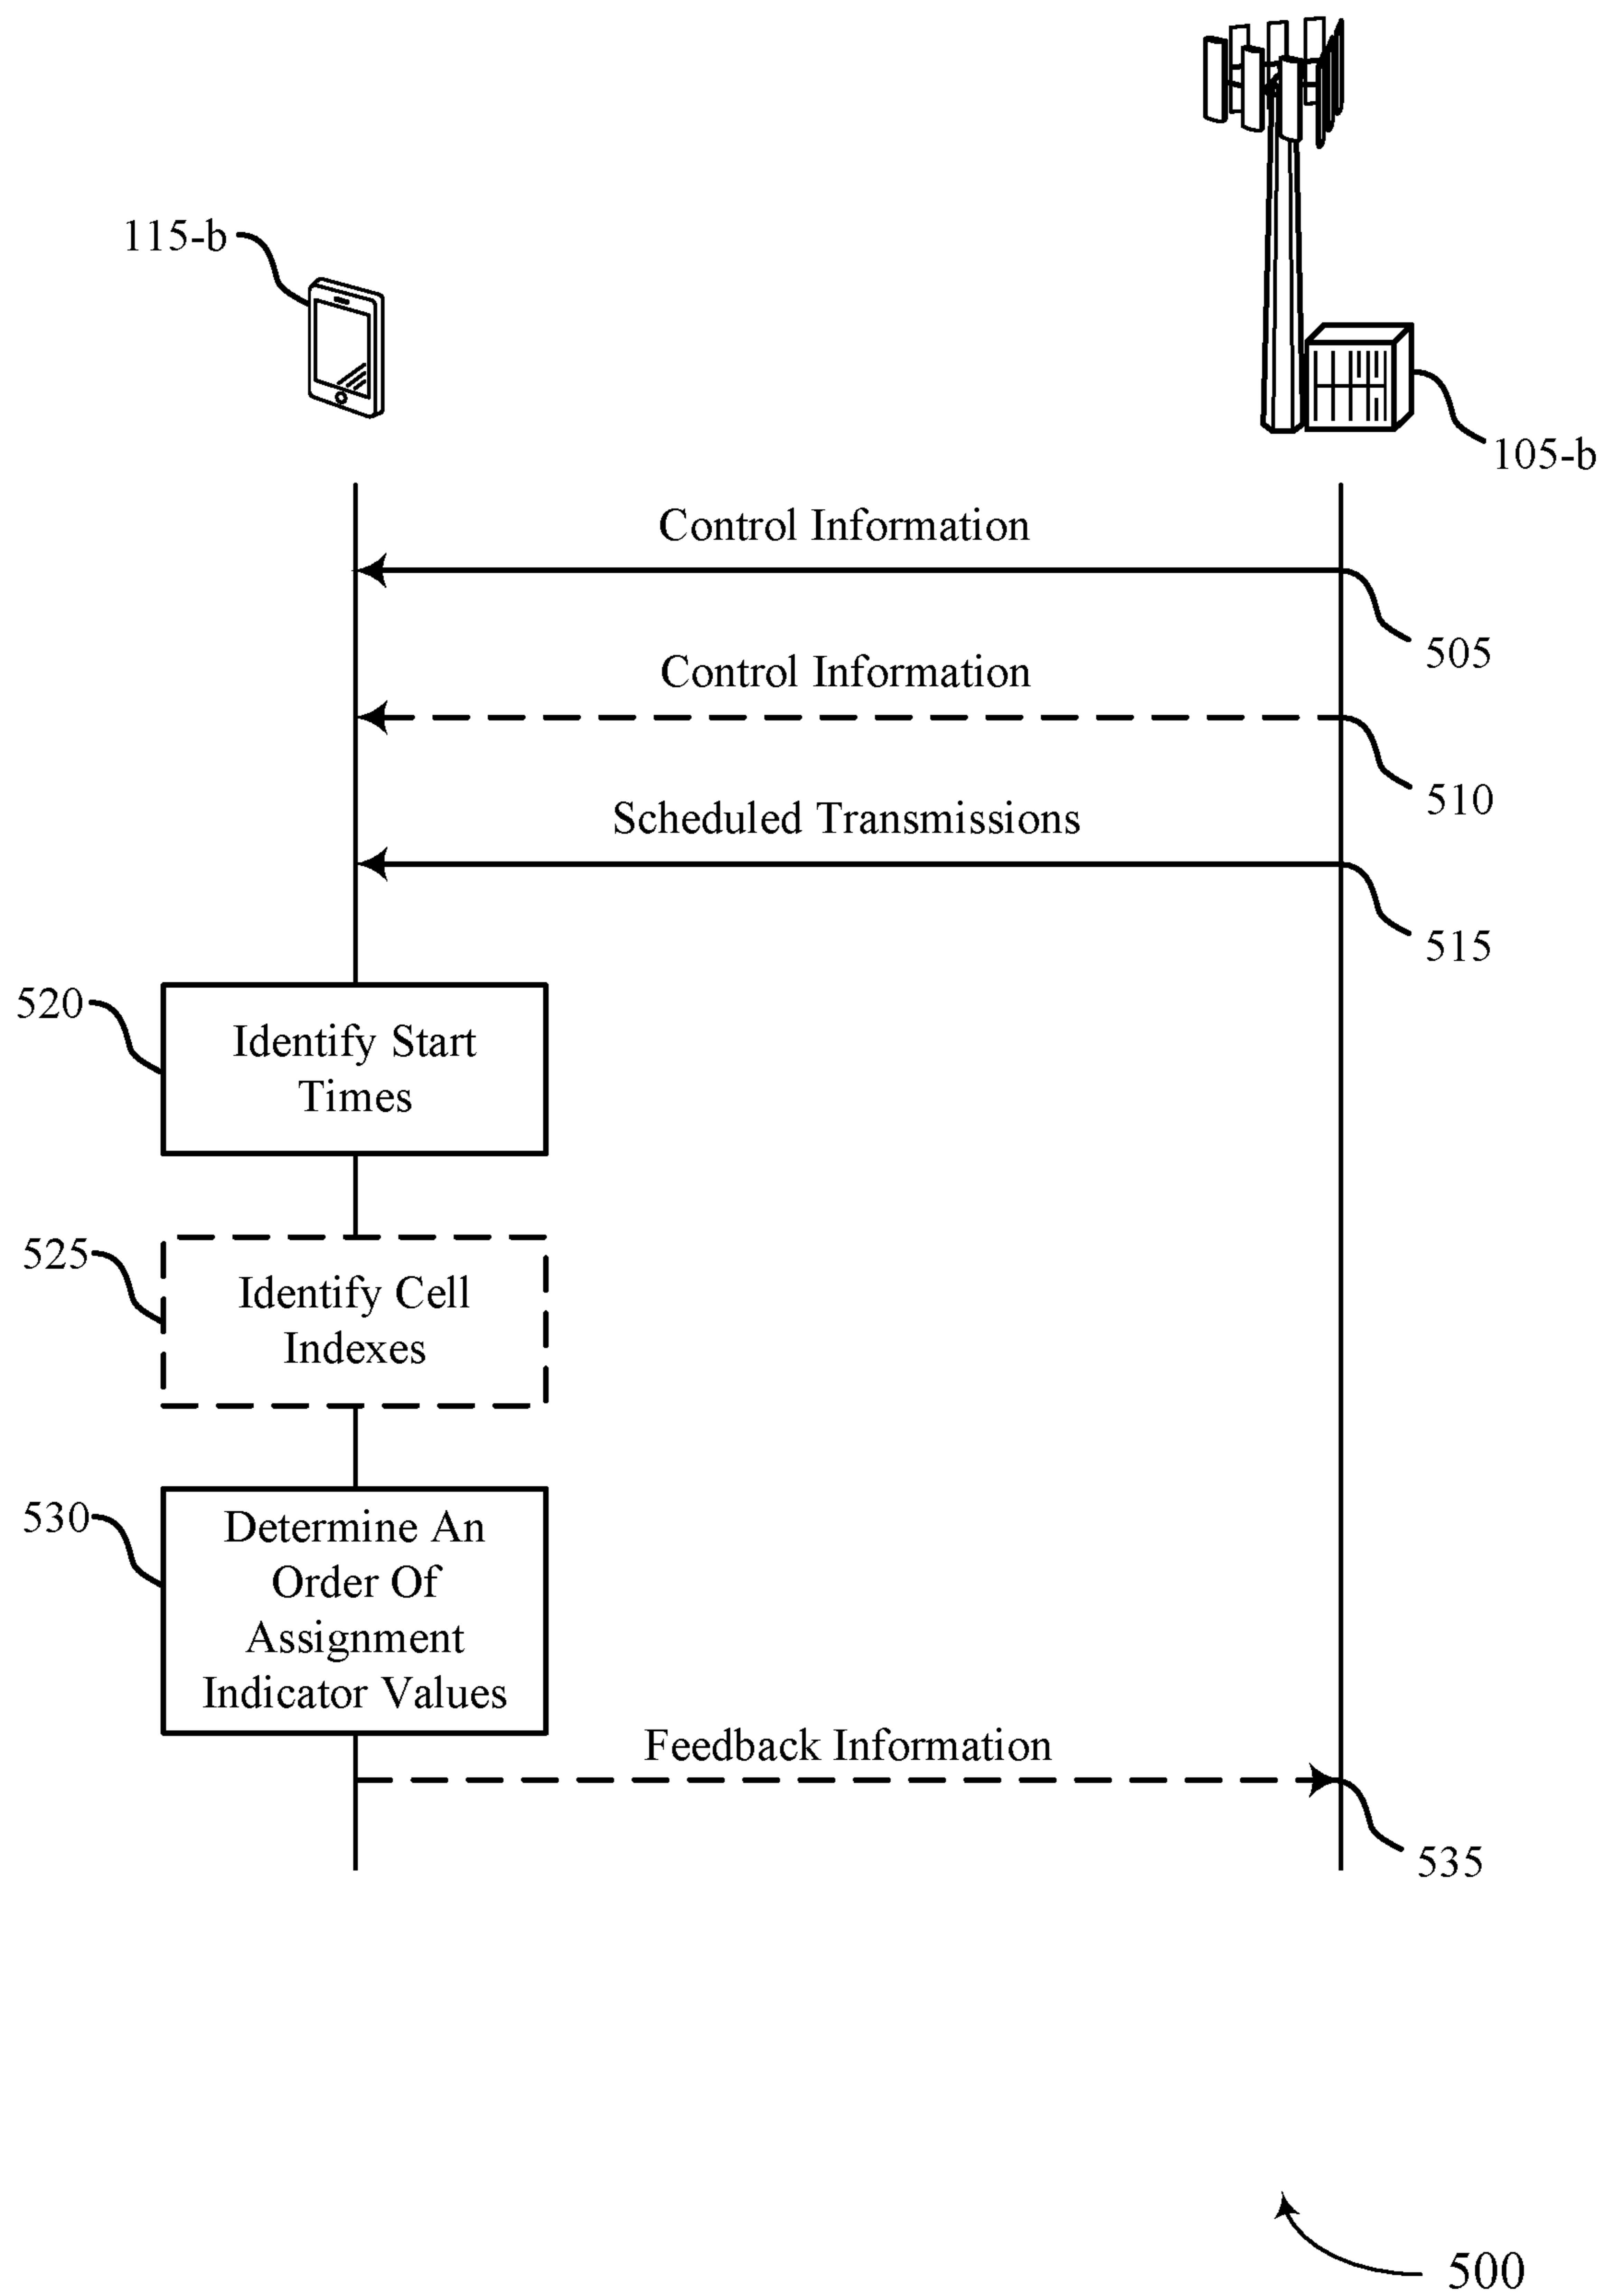 115-b
105-b
Control Information
505
Control Information
510
Scheduled Transmissions
515
520
Identify Start
Times
525
Identify Cell
Indexes
530
Determine An
Order Of
Assignment
Indicator Values
Feedback Information
535
500